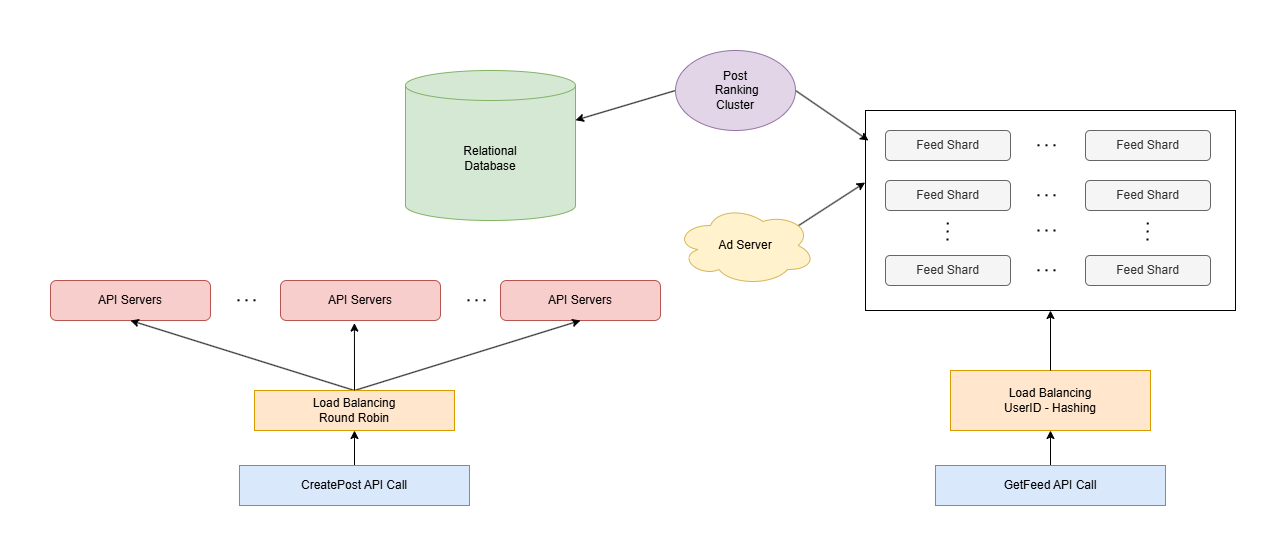 Post
Ranking
Cluster
Relational
Database
Feed Shard
. . .
Feed Shard
Feed Shard
. . .
Feed Shard
. . .
. . .
. . .
Feed Shard
. . .
Feed Shard
Ad Server
API Servers
. . .
API Servers
. . .
API Servers
Load Balancing
Round Robin
Load Balancing
UserID - Hashing
CreatePost API Call
GetFeed API Call